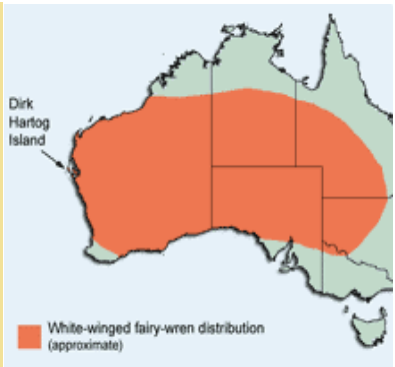 Dirk
Hartog
Island
White-winged fairy-wren distribution
(approximate)